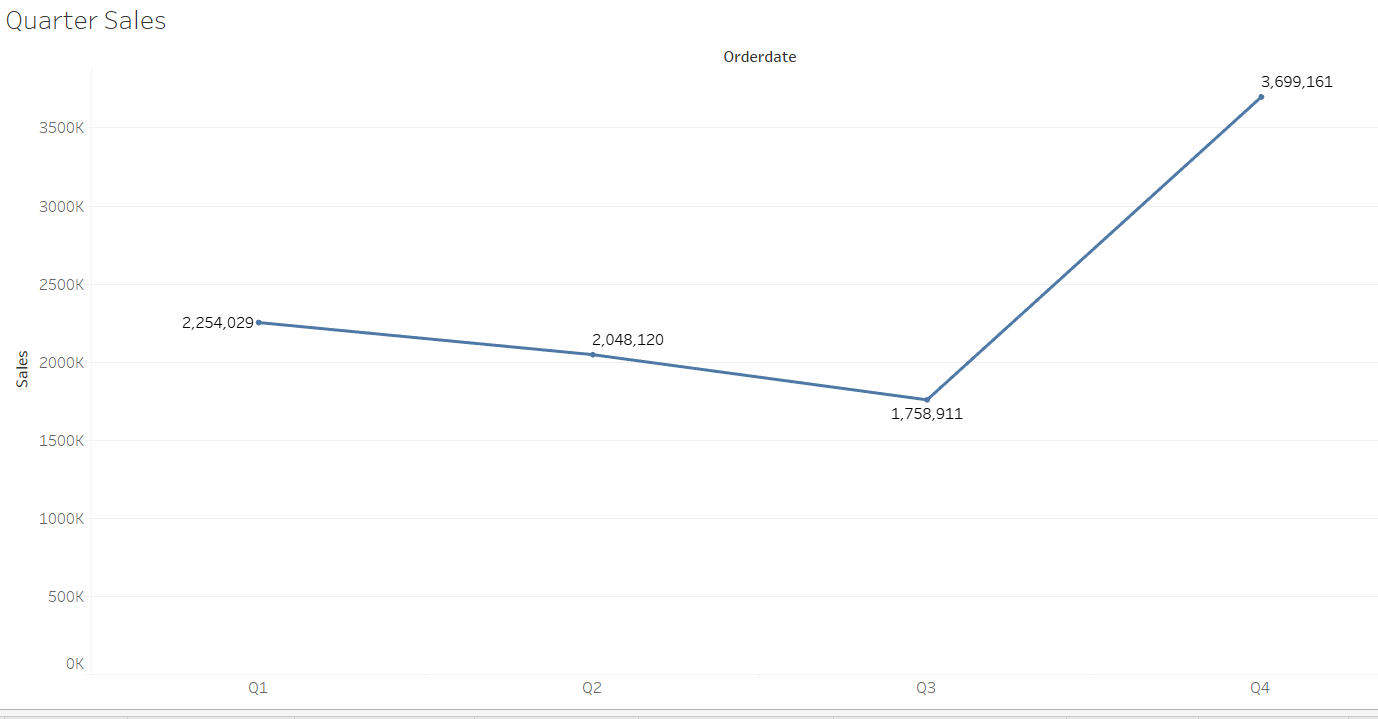 Quarter Sales
Orderdate
3,699,161
3500K
3000K
2500K
2,254,029
2,048,120
Sales
2000K
1,758,911
1500K
1000K
500K
0K
Q1 Q2 Q3 Q4